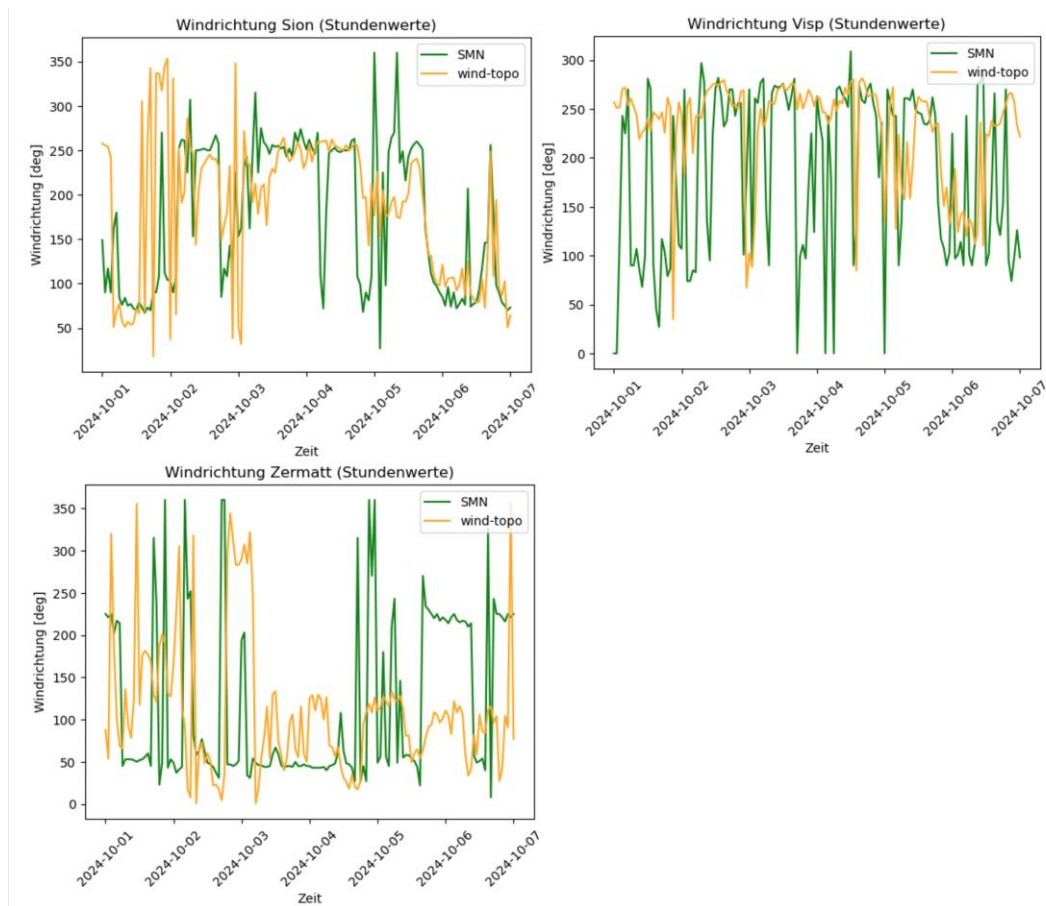 Windrichtung Sion (Stundenwerte)
SMN
wind-topo
Windrichtung [deg]
350
300
250
200
150
100
50
2024-10-01
2024-10-02
2024-10-03
2024-10-04
2024-10-05
2024-10-06
2024-10-07
Zeit
Windrichtung Visp (Stundenwerte)
SMN
wind-topo
Windrichtung [deg]
300
250
200
150
100
50
0
2024-10-01
2024-10-02
2024-10-03
2024-10-04
2024-10-05
2024-10-06
2024-10-07
Zeit
Windrichtung Zermatt (Stundenwerte)
SMN
wind-topo
Windrichtung [deg]
350
300
250
200
150
100
50
0
2024-10-01
2024-10-02
2024-10-03
2024-10-04
2024-10-05
2024-10-06
2024-10-07
Zeit